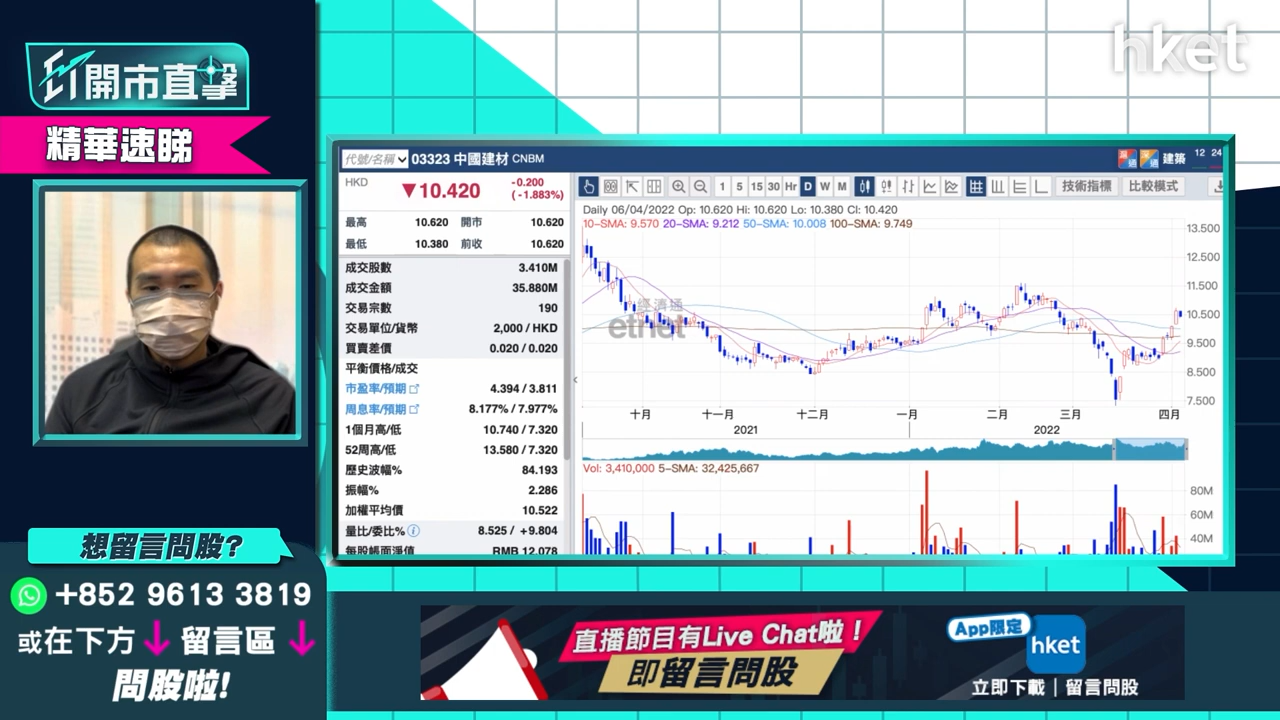 hket
ET開市直擊
精華速睇
代號/名稱 03323 中國建材 CNBM
滬通 深通 建築 12 24
HKD
▼10.420
-0.200
(-1.883%)
最高 10.620 開市 10.620
最低 10.380 前收 10.620
成交股數 3.410M
成交金額 35.880M
交易宗數 190
交易單位/貨幣 2,000 / HKD
買賣差價 0.020 / 0.020
平衡價格/成交
市盈率/預期 4.394 / 3.811
周息率/預期 8.177% / 7.977%
1個月高/低 10.740 / 7.320
52周高/低 13.580 / 7.320
歷史波幅% 84.193
振幅% 2.286
加權平均價 10.522
量比/委比% 8.525 / +9.804
每股帳面淨值 RMB 12.078
1 5 15 30 Hr D W M 技術指標 比較模式
Daily 06/04/2022 Op: 10.620 Hi: 10.620 Lo: 10.380 Cl: 10.420
10-SMA: 9.570 20-SMA: 9.212 50-SMA: 10.008 100-SMA: 9.749
13.500
12.500
11.500
10.500
9.500
8.500
7.500
經濟通
etnet
十月 十一月 十二月 一月 二月 三月 四月
2021 2022
Vol: 3,410,000 5-SMA: 32,425,667
80M
60M
40M
想留言問股?
+852 9613 3819
或在下方↓留言區↓
問股啦!
直播節目有Live Chat啦！
即留言問股
App限定
hket
立即下載｜留言問股